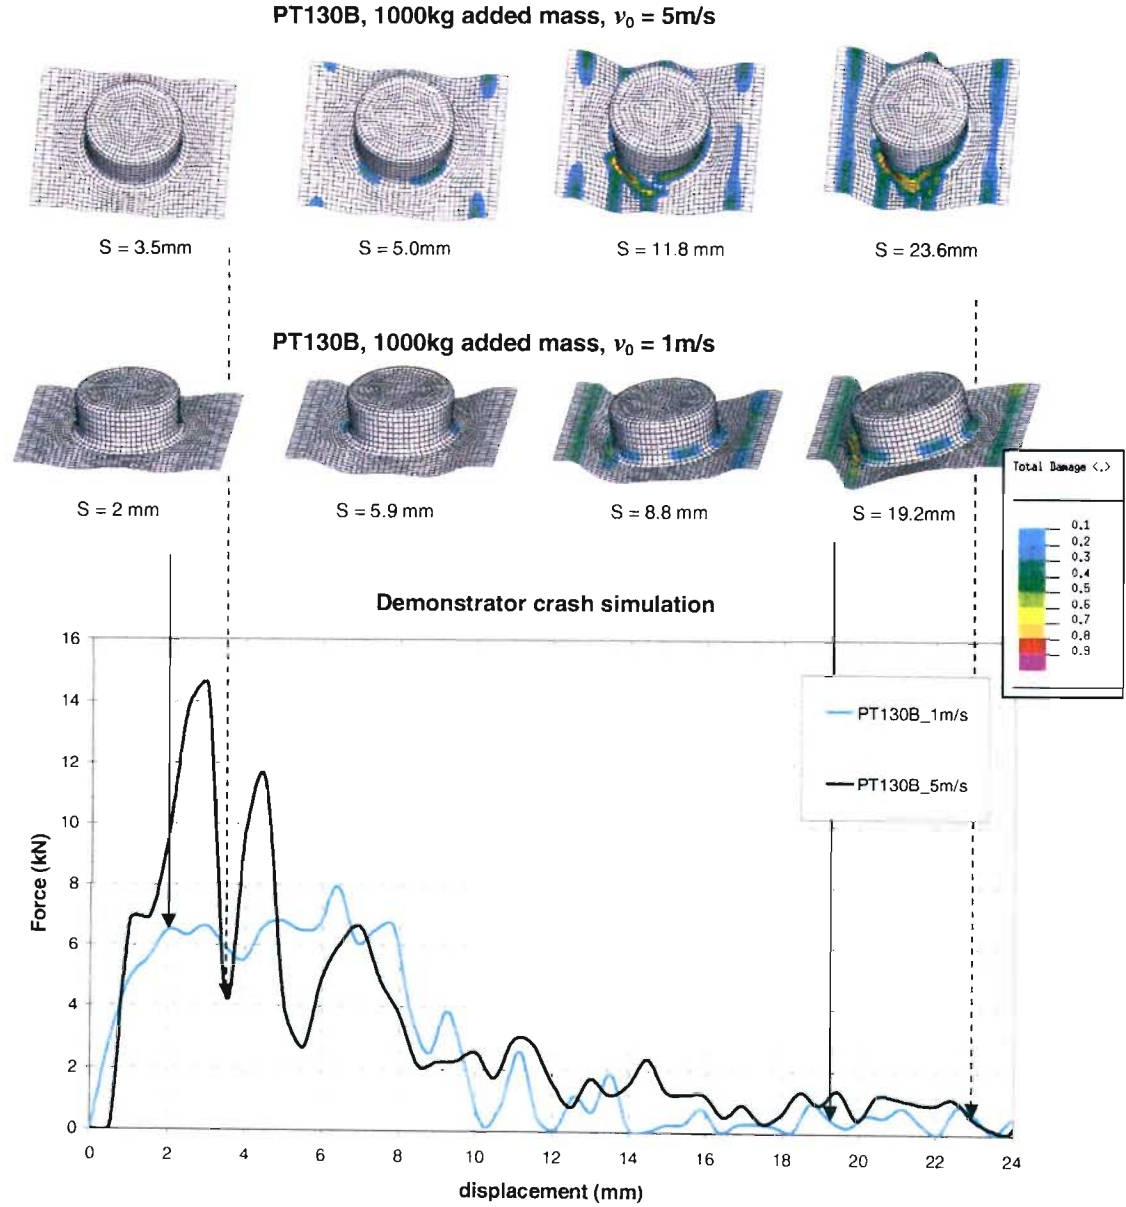 PT130B, 1000kg added mass, v₀ = 5m/s
S = 3.5mm
S = 5.0mm
S = 11.8 mm
S = 23.6mm
PT130B, 1000kg added mass, v₀ = 1m/s
S = 2 mm
S = 5.9 mm
S = 8.8 mm
S = 19.2mm
Total Damage <.>
0.1
0.2
0.3
0.4
0.5
0.6
0.7
0.8
0.9
Demonstrator crash simulation
16
14
12
10
8
6
4
2
0
Force (kN)
PT130B_1m/s
PT130B_5m/s
0 2 4 6 8 10 12 14 16 18 20 22 24
displacement (mm)